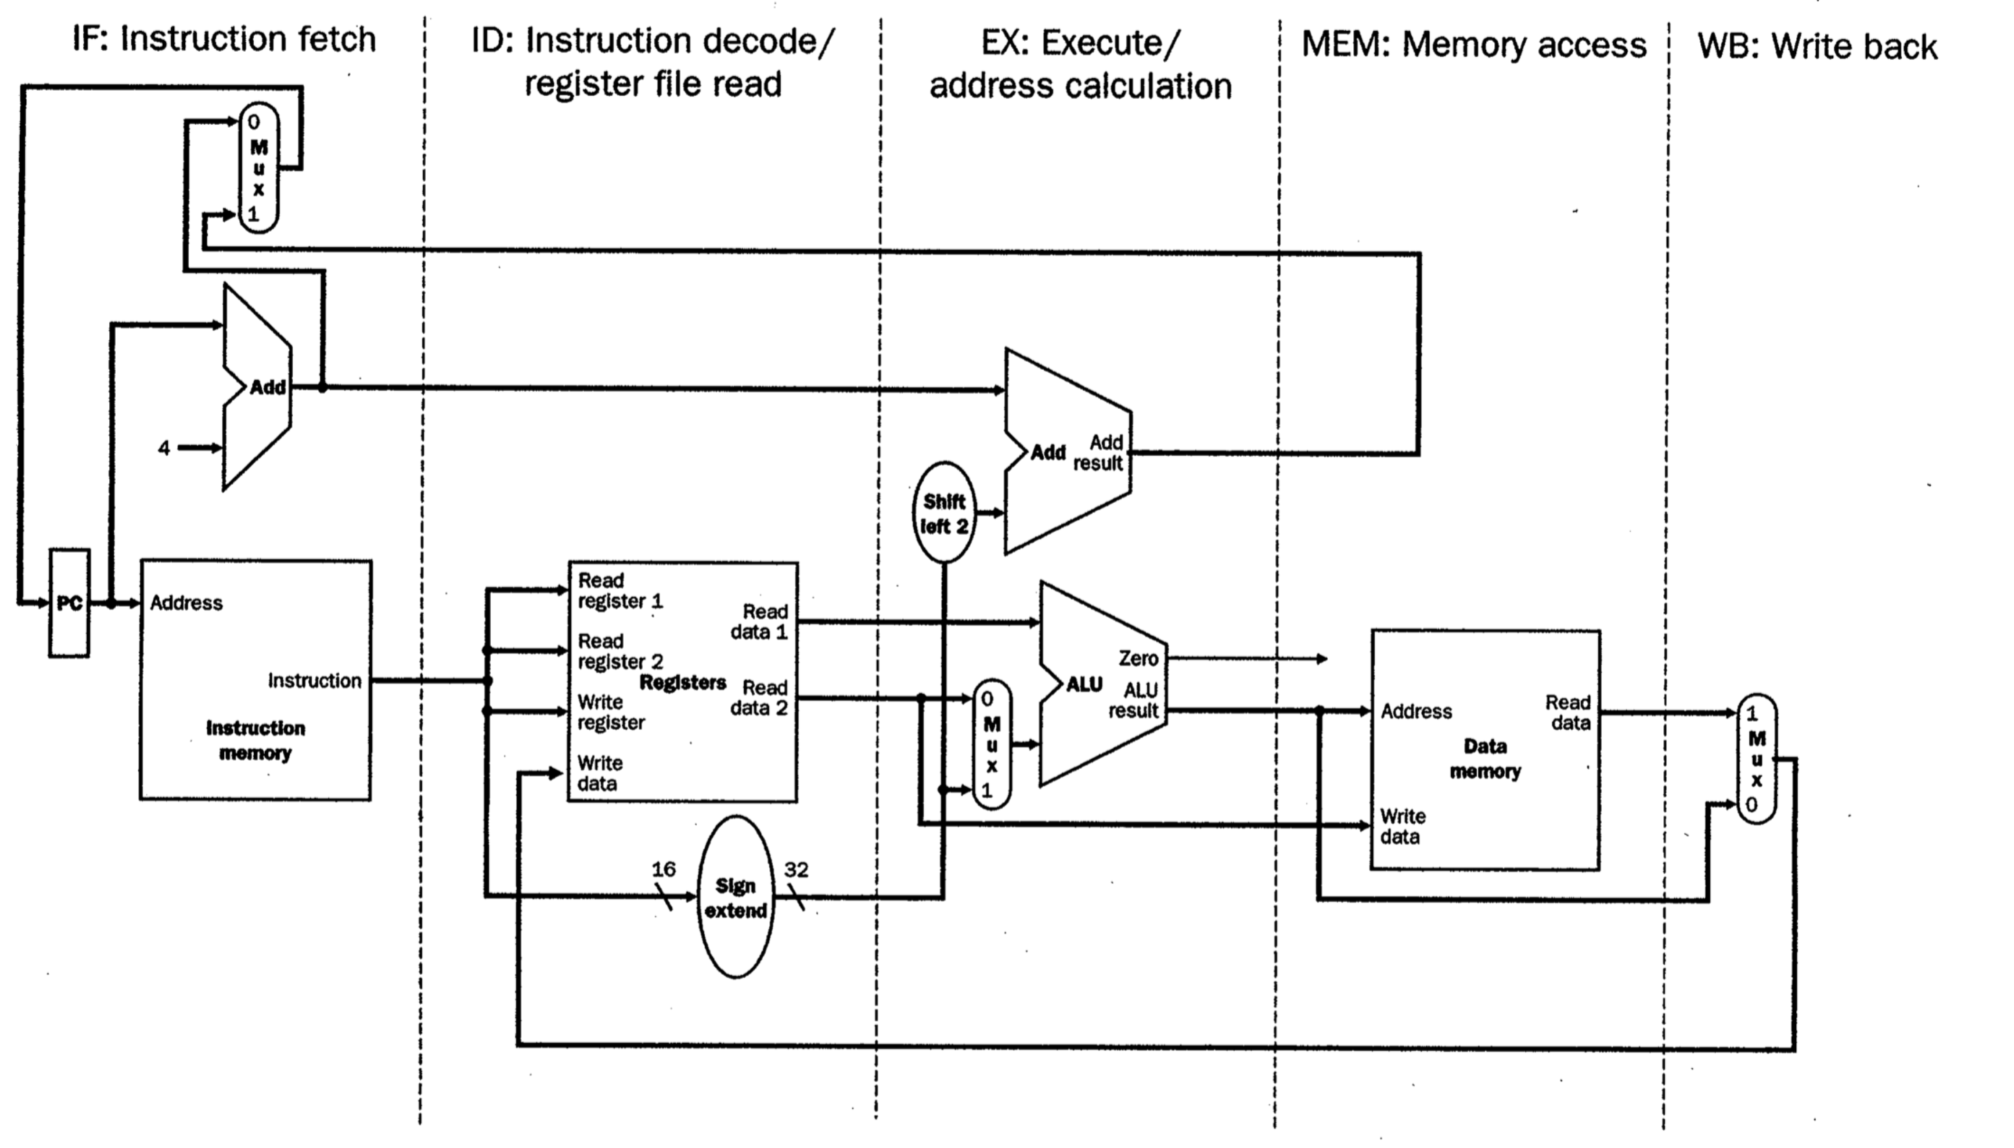 IF: Instruction fetch
ID: Instruction decode/
register file read
EX: Execute/
address calculation
MEM: Memory access
WB: Write back
0
M
u
x
1
Add
4
PC
Address
Instruction
Instruction
memory
Read
register 1
Read
register 2
Write
register
Write
data
Registers
Read
data 1
Read
data 2
16
Sign
extend
32
Shift
left 2
Add
Add
result
0
M
u
x
1
ALU
Zero
ALU
result
Address
Read
data
Data
memory
Write
data
1
M
u
x
0